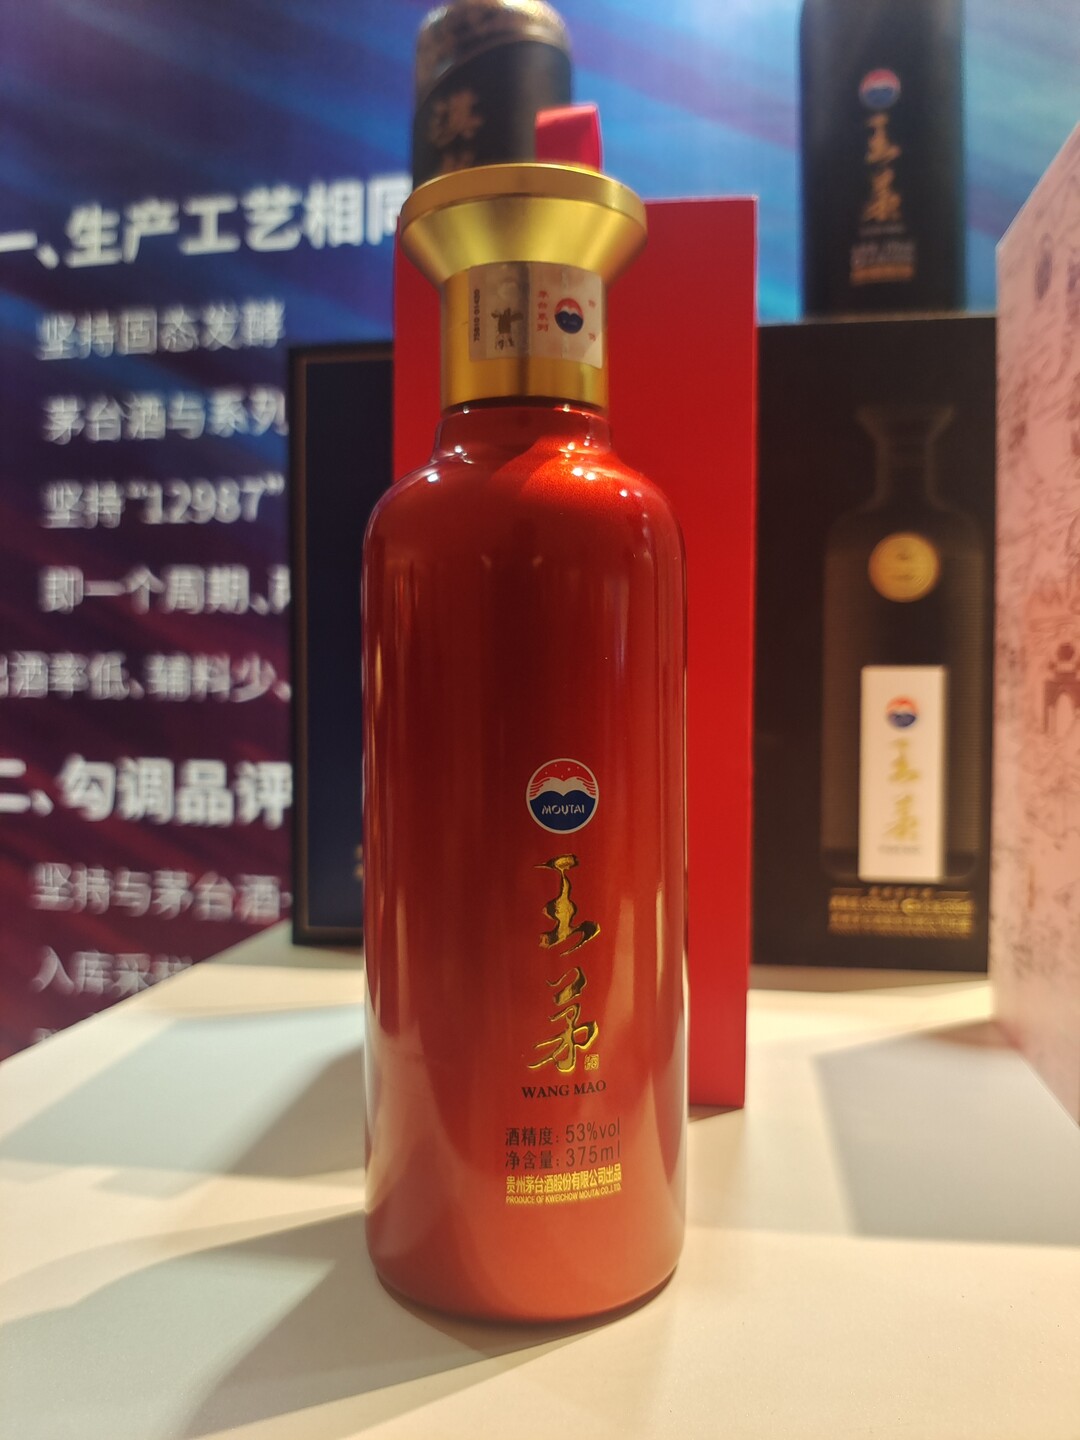 一、生产工艺相同
坚持固态发酵
茅台酒与系列
坚持"12987"
即一个周期、
出酒率低、辅料少、
二、勾调品评
坚持与茅台酒
入库采
MOUTAI
王茅
WANG MAO
酒精度: 53%vol
净含量: 375ml
贵州茅台酒股份有限公司出品
PRODUCE OF KWEICHOW MOUTAI CO., LTD.
王茅
王茅